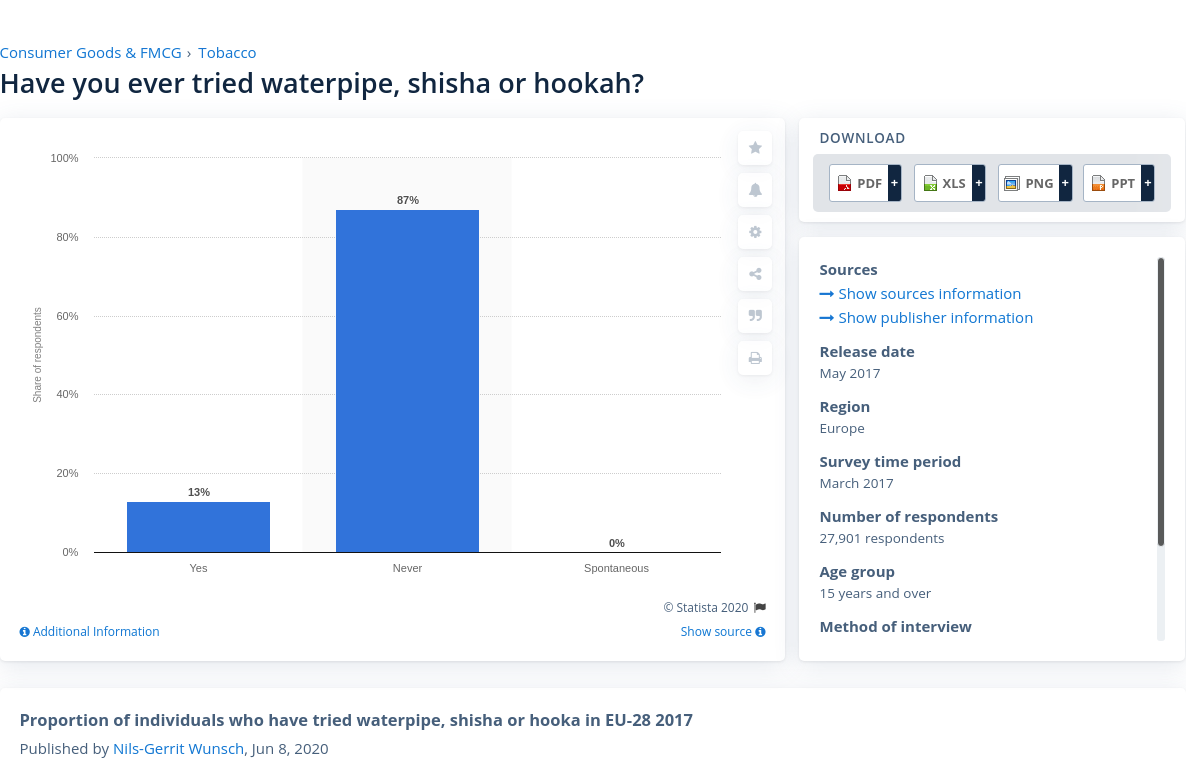 Consumer Goods & FMCG › Tobacco
Have you ever tried waterpipe, shisha or hookah?
100%
80%
60%
40%
20%
0%
Share of respondents
13%
87%
0%
Yes
Never
Spontaneous
© Statista 2020
Additional Information
Show source
DOWNLOAD
PDF +
XLS +
PNG +
PPT +
Sources
Show sources information
Show publisher information
Release date
May 2017
Region
Europe
Survey time period
March 2017
Number of respondents
27,901 respondents
Age group
15 years and over
Method of interview
Proportion of individuals who have tried waterpipe, shisha or hooka in EU-28 2017
Published by Nils-Gerrit Wunsch, Jun 8, 2020